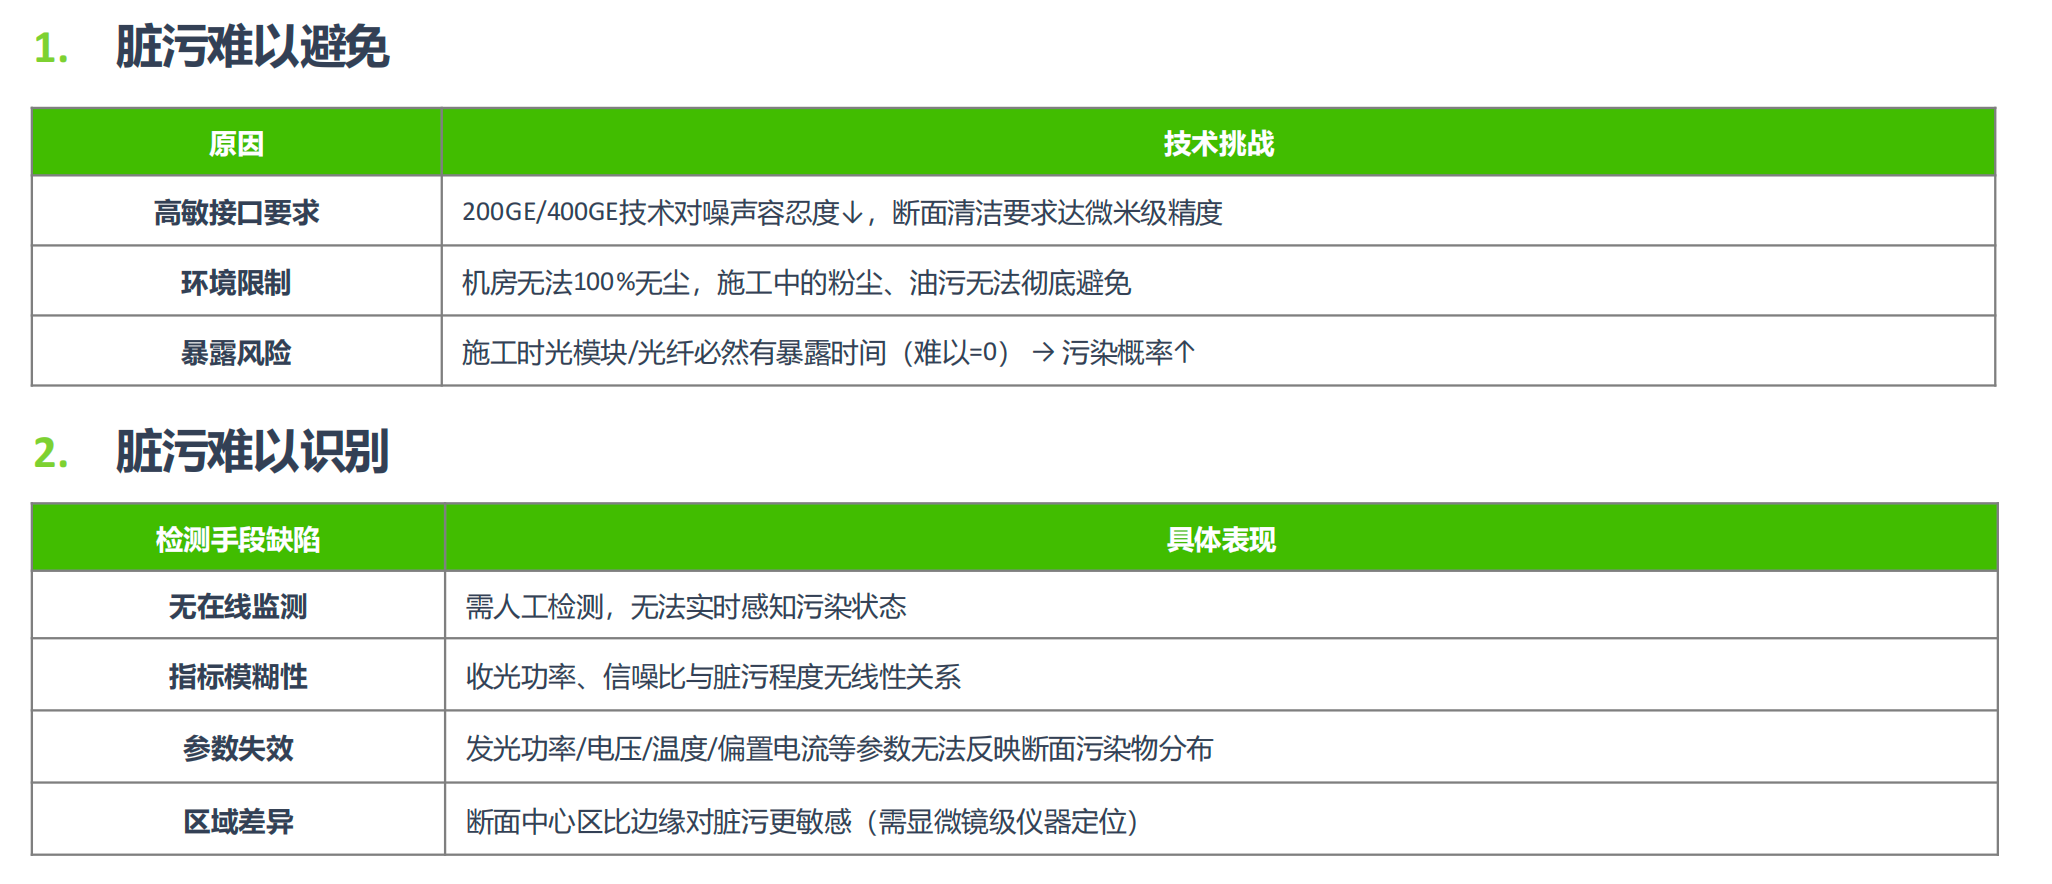 1. 脏污难以避免
原因 技术挑战
高敏接口要求 200GE/400GE技术对噪声容忍度↓，断面清洁要求达微米级精度
环境限制 机房无法100%无尘，施工中的粉尘、油污无法彻底避免
暴露风险 施工时光模块/光纤必然有暴露时间（难以=0）→ 污染概率↑
2. 脏污难以识别
检测手段缺陷 具体表现
无在线监测 需人工检测，无法实时感知污染状态
指标模糊性 收光功率、信噪比与脏污程度无线性关系
参数失效 发光功率/电压/温度/偏置电流等参数无法反映断面污染物分布
区域差异 断面中心区比边缘对脏污更敏感（需显微镜级仪器定位）